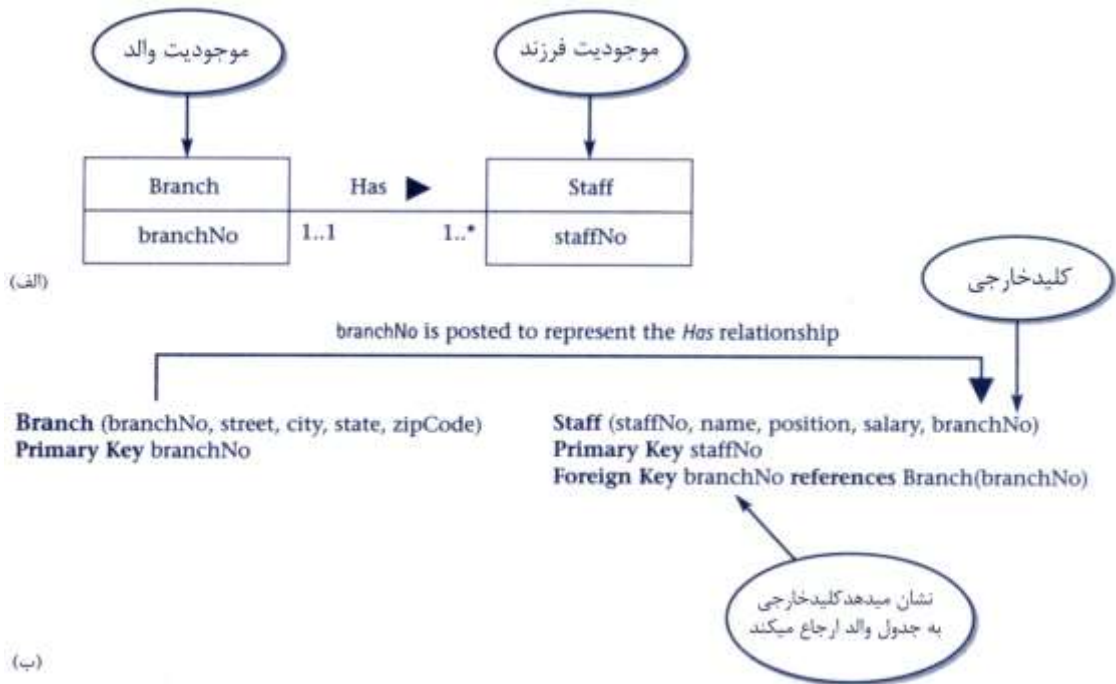 موجودیت والد
موجودیت فرزند
Branch
Has
Staff
branchNo
1..1
1..*
staffNo
(الف)
کلیدخارجی
branchNo is posted to represent the Has relationship
Branch (branchNo, street, city, state, zipCode)
Primary Key branchNo
Staff (staffNo, name, position, salary, branchNo)
Primary Key staffNo
Foreign Key branchNo references Branch(branchNo)
نشان میدهدکلیدخارجی
به جدول والد ارجاع میکند
(ب)